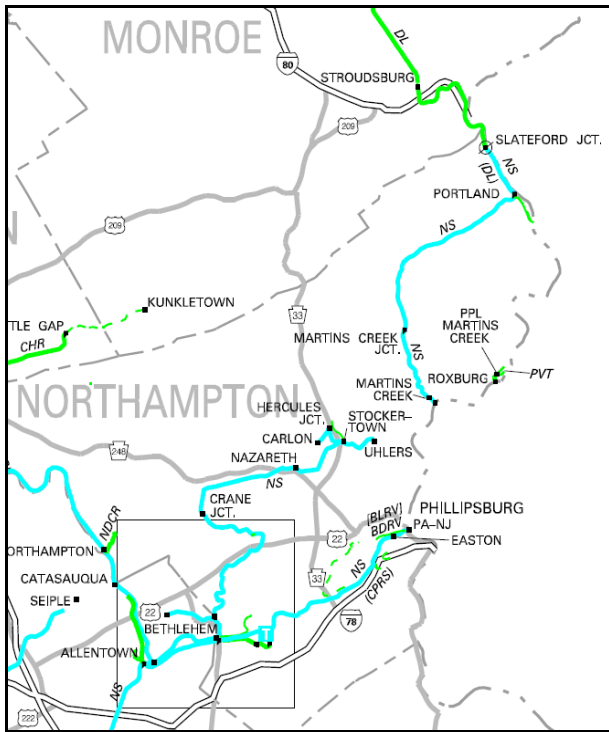 MONROE
DL
80
STROUDSBURG
209
SLATEFORD JCT.
NS
(DL)
PORTLAND
209
NS
KUNKLETOWN
TLE GAP
CHR
33
MARTINS CREEK
JCT.
NS
PPL
MARTINS
CREEK
PVT
ROXBURG
MARTINS
CREEK
NORTHAMPTON
HERCULES
JCT.
STOCKER–
TOWN
CARLON
UHLERS
248
NAZARETH
NS
CRANE
JCT.
(BLRV)
BDRV
PHILLIPSBURG
PA–NJ
EASTON
NDCR
22
ORTHAMPTON
CATASAUQUA
NS
(CPRS)
33
SEIPLE
22
BETHLEHEM
78
ALLENTOWN
NS
222